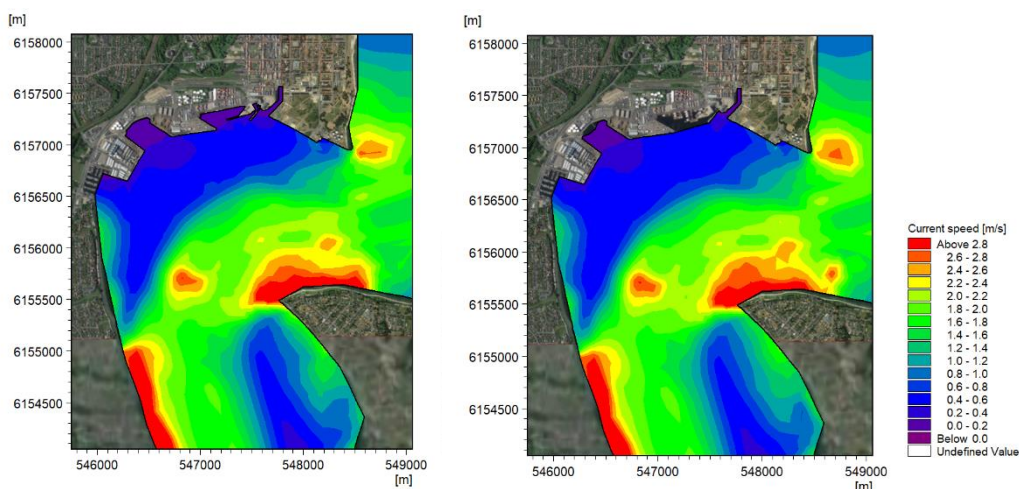 [m]
6158000
6157500
6157000
6156500
6156000
6155500
6155000
6154500
546000 547000 548000 549000
[m]
[m]
6158000
6157500
6157000
6156500
6156000
6155500
6155000
6154500
546000 547000 548000 549000
[m]
Current speed [m/s]
Above 2.8
2.6 - 2.8
2.4 - 2.6
2.2 - 2.4
2.0 - 2.2
1.8 - 2.0
1.6 - 1.8
1.4 - 1.6
1.2 - 1.4
1.0 - 1.2
0.8 - 1.0
0.6 - 0.8
0.4 - 0.6
0.2 - 0.4
0.0 - 0.2
Below 0.0
Undefined Value